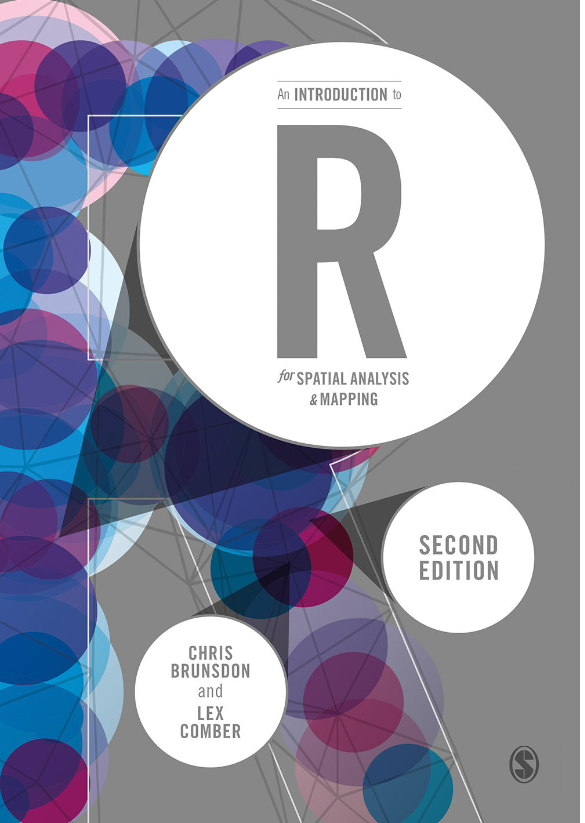 An INTRODUCTION to
R
for SPATIAL ANALYSIS
& MAPPING
SECOND
EDITION
CHRIS
BRUNSDON
and
LEX
COMBER
S